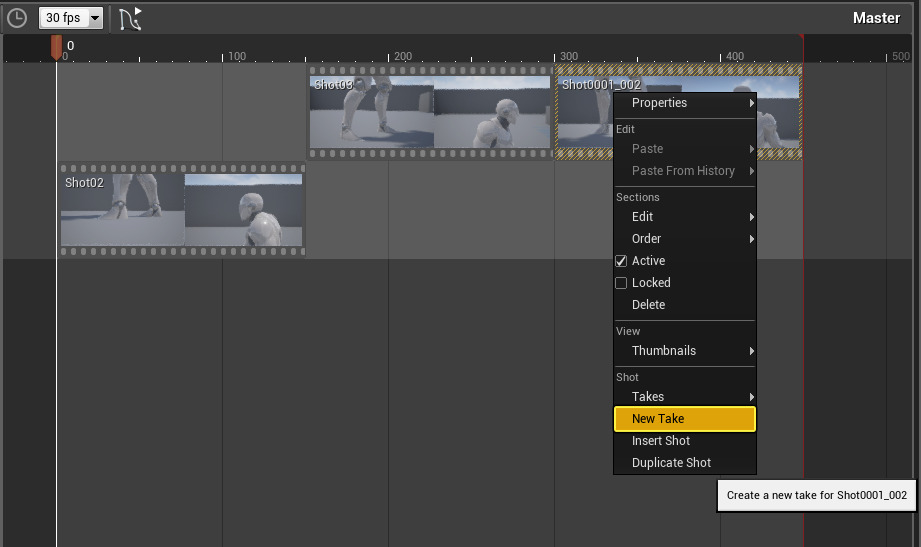 30 fps
Master
0
0
100
200
300
400
500
Shot03
Shot0001_002
Shot02
Properties
Edit
Paste
Paste From History
Sections
Edit
Order
Active
Locked
Delete
View
Thumbnails
Shot
Takes
New Take
Insert Shot
Duplicate Shot
Create a new take for Shot0001_002